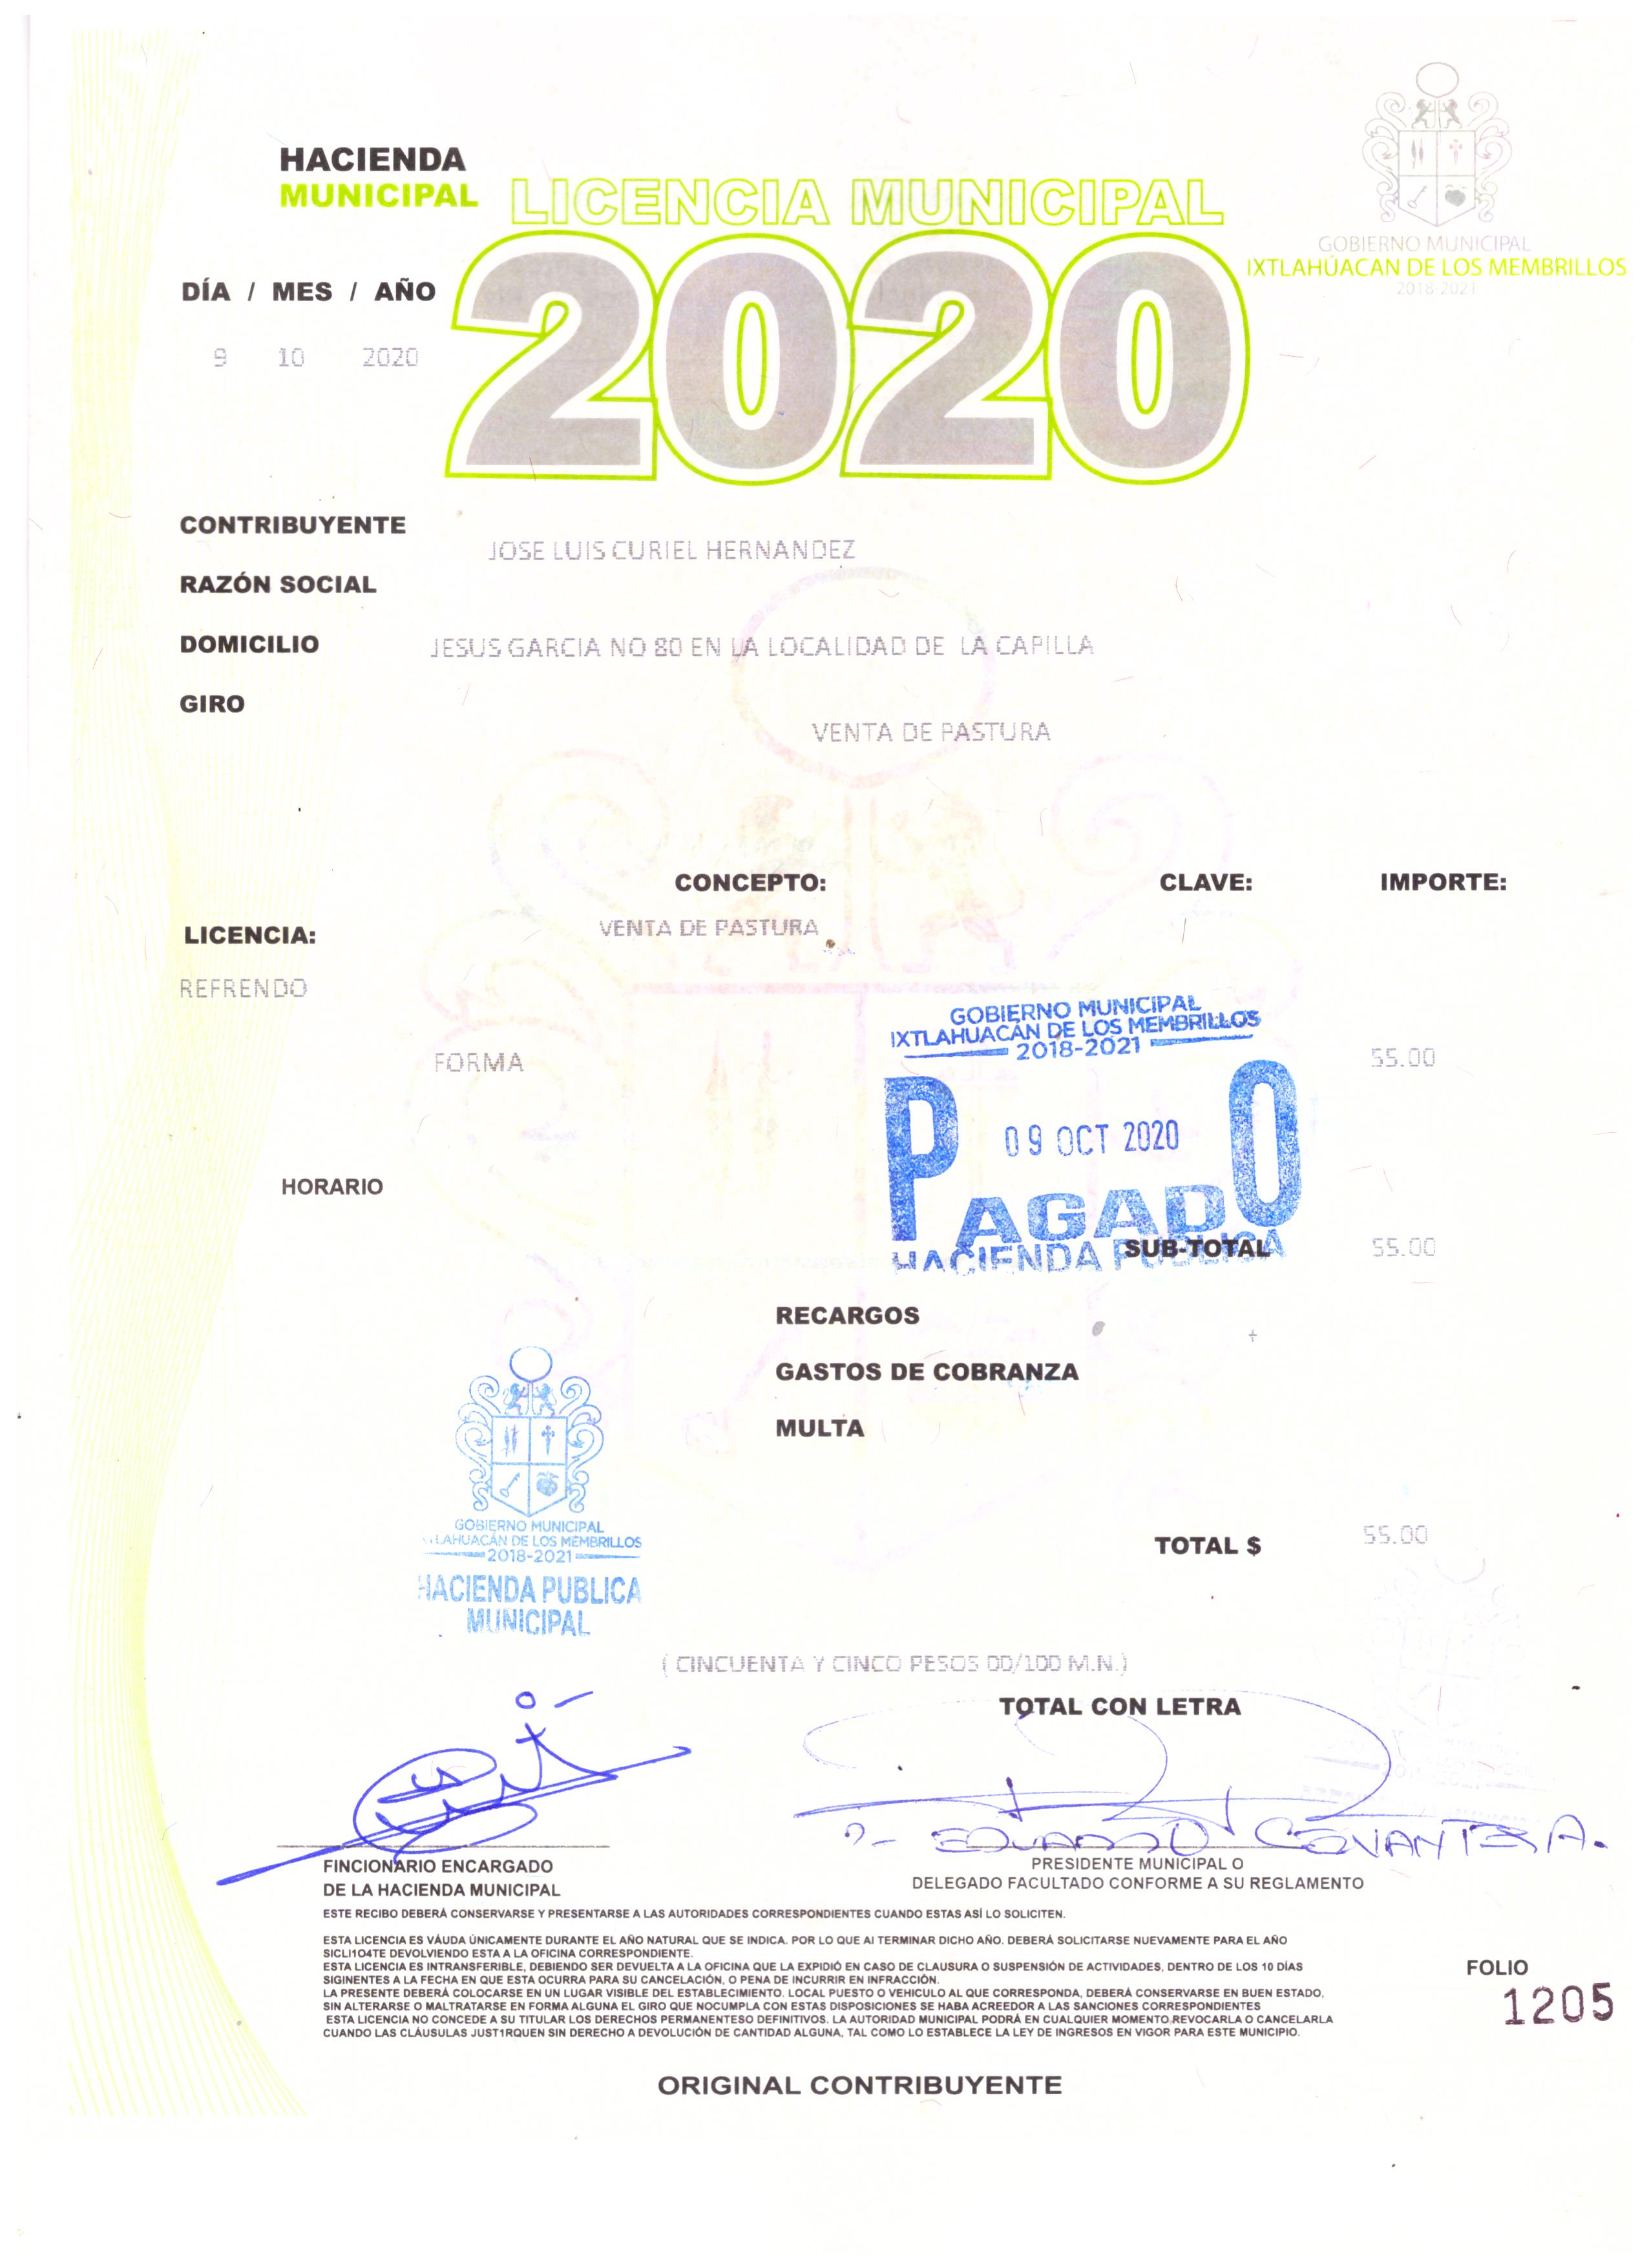 HACIENDA
MUNICIPAL
LICENCIA MUNICIPAL
2020
GOBIERNO MUNICIPAL
IXTLAHUACAN DE LOS MEMBRILLOS
2018-2021
DÍA / MES / AÑO
9 10 2020
CONTRIBUYENTE
JOSE LUIS CURIEL HERNANDEZ
RAZÓN SOCIAL
DOMICILIO JESUS GARCIA NO 80 EN LA LOCALIDAD DE LA CAPILLA
GIRO
VENTA DE PASTURA
CONCEPTO: CLAVE: IMPORTE:
LICENCIA: VENTA DE PASTURA
REFRENDO
GOBIERNO MUNICIPAL
IXTLAHUACÁN DE LOS MEMBRILLOS
2018-2021
FORMA 55.00
09 OCT 2020
PAGADO
HACIENDA PUBLICA
HORARIO
SUB-TOTAL 55.00
RECARGOS
GASTOS DE COBRANZA
MULTA
GOBIERNO MUNICIPAL
TLAHUACÁN DE LOS MEMBRILLOS
2018-2021
HACIENDA PUBLICA
MUNICIPAL
TOTAL $ 55.00
( CINCUENTA Y CINCO PESOS 00/100 M.N.)
TOTAL CON LETRA
EDUARDO CERVANTES A.
FINCIONARIO ENCARGADO
DE LA HACIENDA MUNICIPAL
PRESIDENTE MUNICIPAL O
DELEGADO FACULTADO CONFORME A SU REGLAMENTO
ESTE RECIBO DEBERÁ CONSERVARSE Y PRESENTARSE A LAS AUTORIDADES CORRESPONDIENTES CUANDO ESTAS ASÍ LO SOLICITEN.
ESTA LICENCIA ES VÁUDA ÚNICAMENTE DURANTE EL AÑO NATURAL QUE SE INDICA. POR LO QUE AI TERMINAR DICHO AÑO. DEBERÁ SOLICITARSE NUEVAMENTE PARA EL AÑO
SICLI1O4TE DEVOLVIENDO ESTA A LA OFICINA CORRESPONDIENTE.
ESTA LICENCIA ES INTRANSFERIBLE, DEBIENDO SER DEVUELTA A LA OFICINA QUE LA EXPIDIÓ EN CASO DE CLAUSURA O SUSPENSIÓN DE ACTIVIDADES, DENTRO DE LOS 10 DÍAS
SIGINENTES A LA FECHA EN QUE ESTA OCURRA PARA SU CANCELACIÓN, O PENA DE INCURRIR EN INFRACCIÓN.
LA PRESENTE DEBERÁ COLOCARSE EN UN LUGAR VISIBLE DEL ESTABLECIMIENTO. LOCAL PUESTO O VEHICULO AL QUE CORRESPONDA, DEBERÁ CONSERVARSE EN BUEN ESTADO,
SIN ALTERARSE O MALTRATARSE EN FORMA ALGUNA EL GIRO QUE NOCUMPLA CON ESTAS DISPOSICIONES SE HABA ACREEDOR A LAS SANCIONES CORRESPONDIENTES
ESTA LICENCIA NO CONCEDE A SU TITULAR LOS DERECHOS PERMANENTESO DEFINITIVOS. LA AUTORIDAD MUNICIPAL PODRÁ EN CUALQUIER MOMENTO REVOCARLA O CANCELARLA
CUANDO LAS CLÁUSULAS JUST1RQUEN SIN DERECHO A DEVOLUCIÓN DE CANTIDAD ALGUNA, TAL COMO LO ESTABLECE LA LEY DE INGRESOS EN VIGOR PARA ESTE MUNICIPIO.
FOLIO
1205
ORIGINAL CONTRIBUYENTE